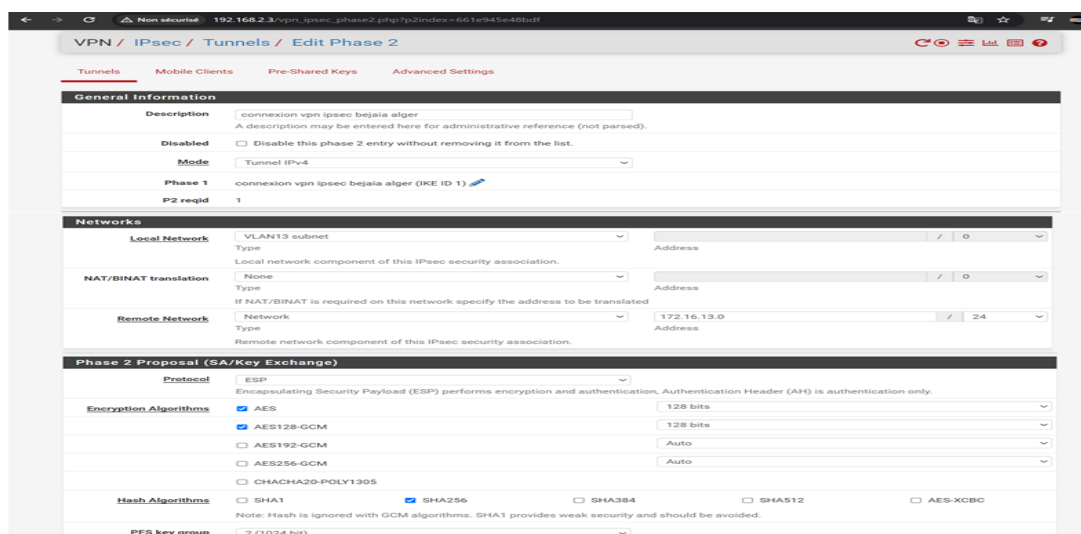 Non sécurisé 192.168.2.3/vpn_ipsec_phase2.php?p2index=661e945e48bdf
VPN / IPsec / Tunnels / Edit Phase 2
Tunnels Mobile Clients Pre-Shared Keys Advanced Settings
General Information
Description connexion vpn ipsec bejaia alger
A description may be entered here for administrative reference (not parsed).
Disabled Disable this phase 2 entry without removing it from the list.
Mode Tunnel IPv4
Phase 1 connexion vpn ipsec bejaia alger (IKE ID 1)
P2 reqid 1
Networks
Local Network VLAN13 subnet / 0
Type Address
Local network component of this IPsec security association.
NAT/BINAT translation None / 0
Type Address
If NAT/BINAT is required on this network specify the address to be translated
Remote Network Network 172.16.13.0 / 24
Type Address
Remote network component of this IPsec security association.
Phase 2 Proposal (SA/Key Exchange)
Protocol ESP
Encapsulating Security Payload (ESP) performs encryption and authentication, Authentication Header (AH) is authentication only.
Encryption Algorithms AES 128 bits
AES128-GCM 128 bits
AES192-GCM Auto
AES256-GCM Auto
CHACHA20-POLY1305
Hash Algorithms SHA1 SHA256 SHA384 SHA512 AES-XCBC
Note: Hash is ignored with GCM algorithms. SHA1 provides weak security and should be avoided.
PFS key group 2 (1024 bit)